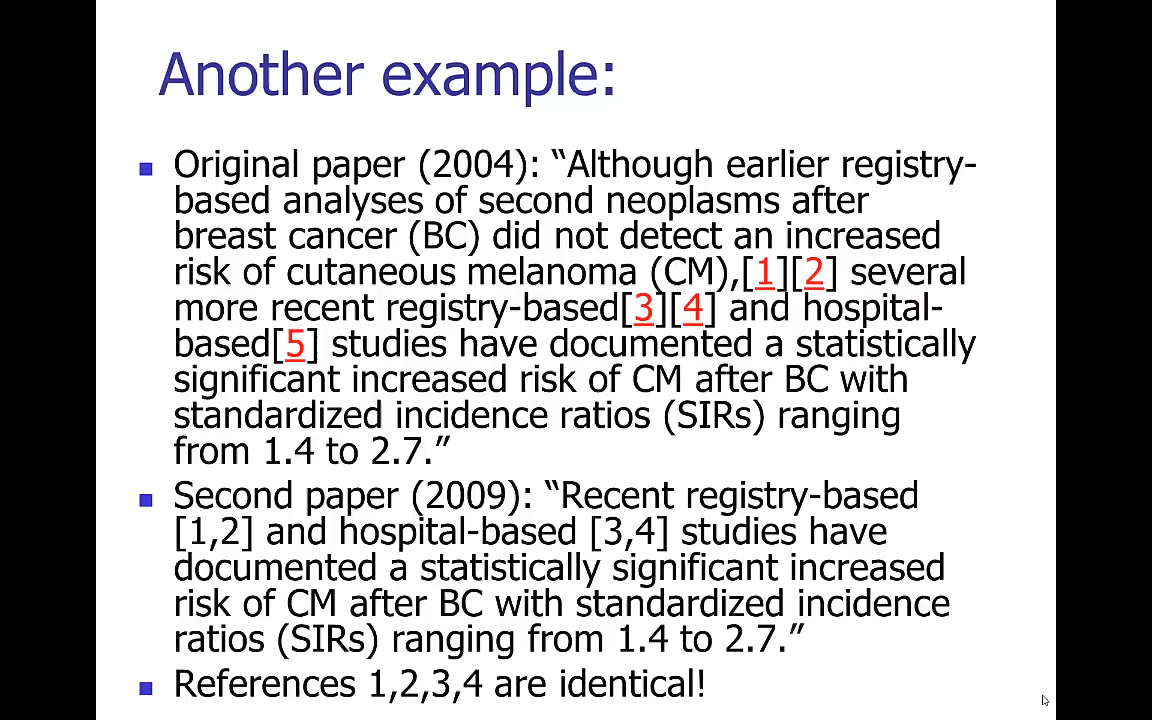 Another example:
Original paper (2004): “Although earlier registry-
based analyses of second neoplasms after
breast cancer (BC) did not detect an increased
risk of cutaneous melanoma (CM),[1][2] several
more recent registry-based[3][4] and hospital-
based[5] studies have documented a statistically
significant increased risk of CM after BC with
standardized incidence ratios (SIRs) ranging
from 1.4 to 2.7.”
Second paper (2009): “Recent registry-based
[1,2] and hospital-based [3,4] studies have
documented a statistically significant increased
risk of CM after BC with standardized incidence
ratios (SIRs) ranging from 1.4 to 2.7.”
References 1,2,3,4 are identical!